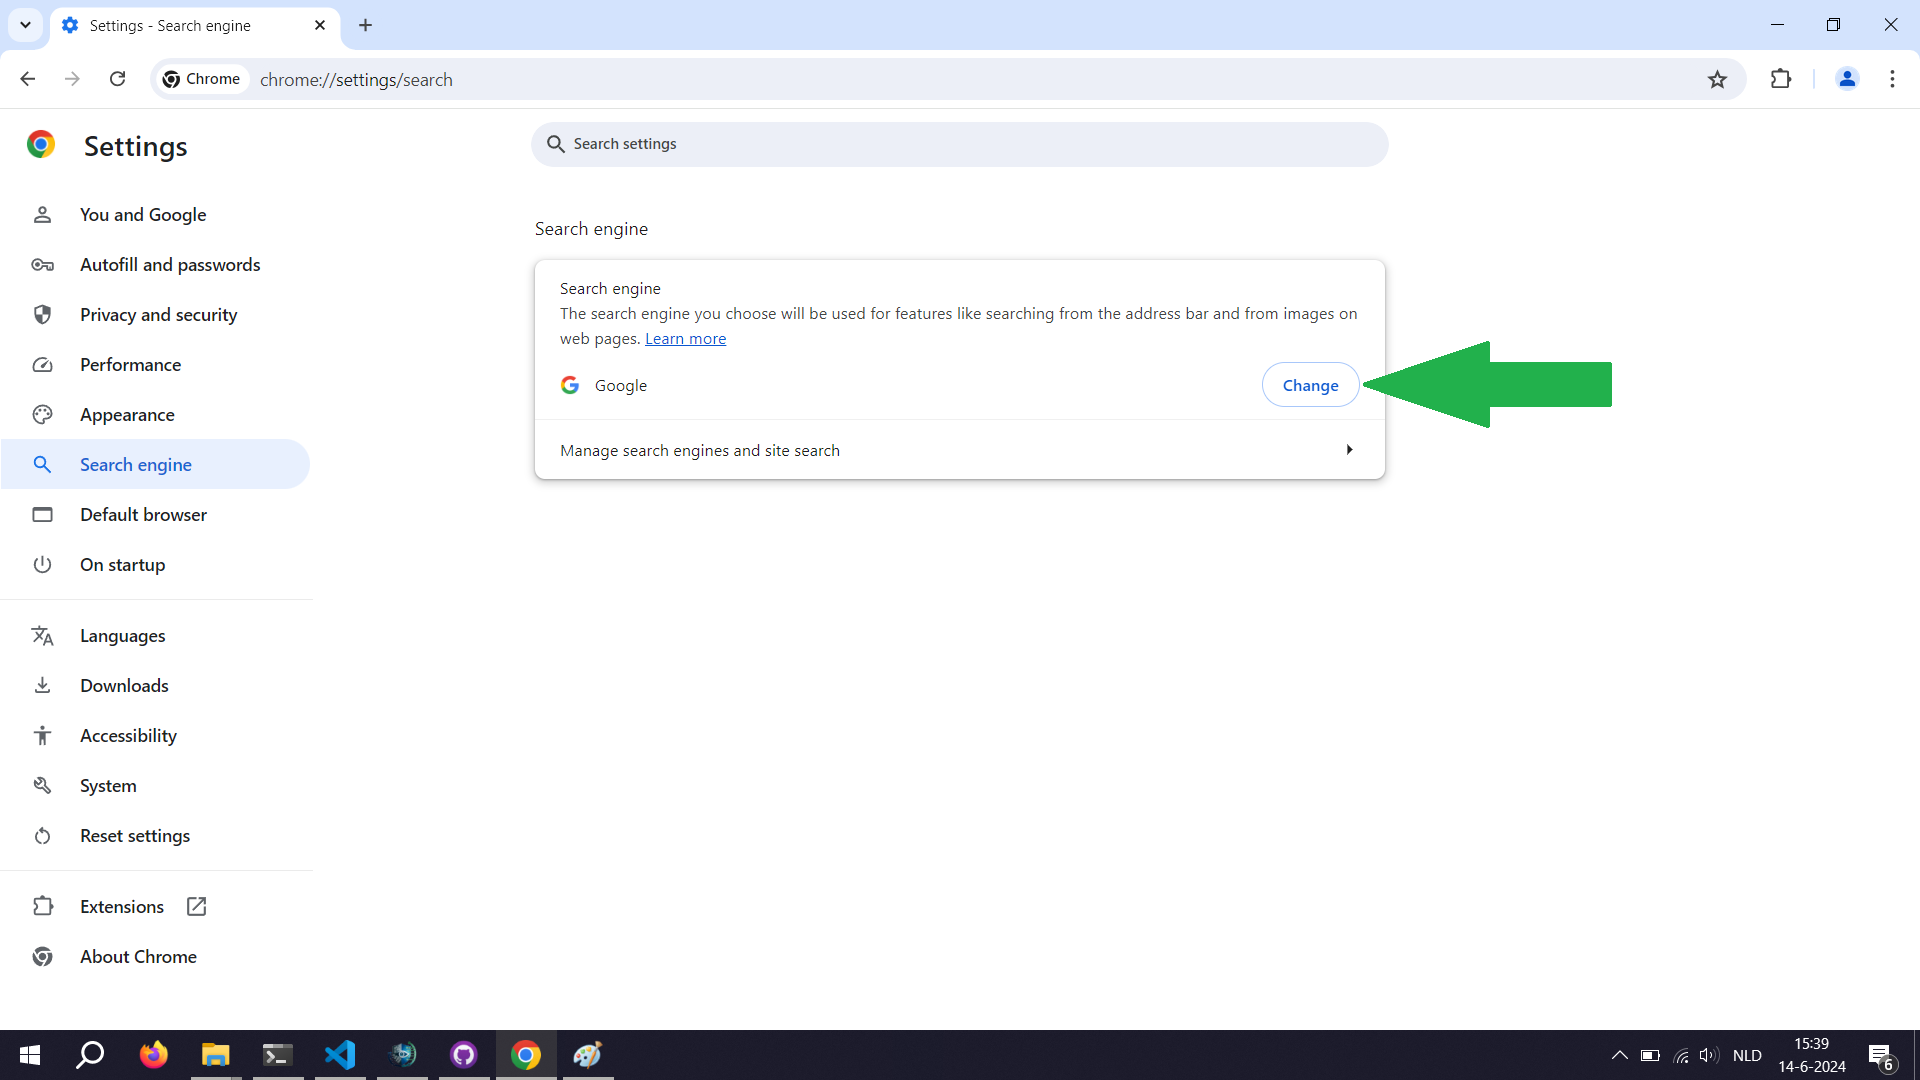 Settings - Search engine
Chrome
chrome://settings/search
Settings
Search settings
You and Google
Autofill and passwords
Privacy and security
Performance
Appearance
Search engine
Default browser
On startup
Languages
Downloads
Accessibility
System
Reset settings
Extensions
About Chrome
Search engine
Search engine
The search engine you choose will be used for features like searching from the address bar and from images on
web pages. Learn more
Google
Change
Manage search engines and site search
NLD
15:39
14-6-2024
6